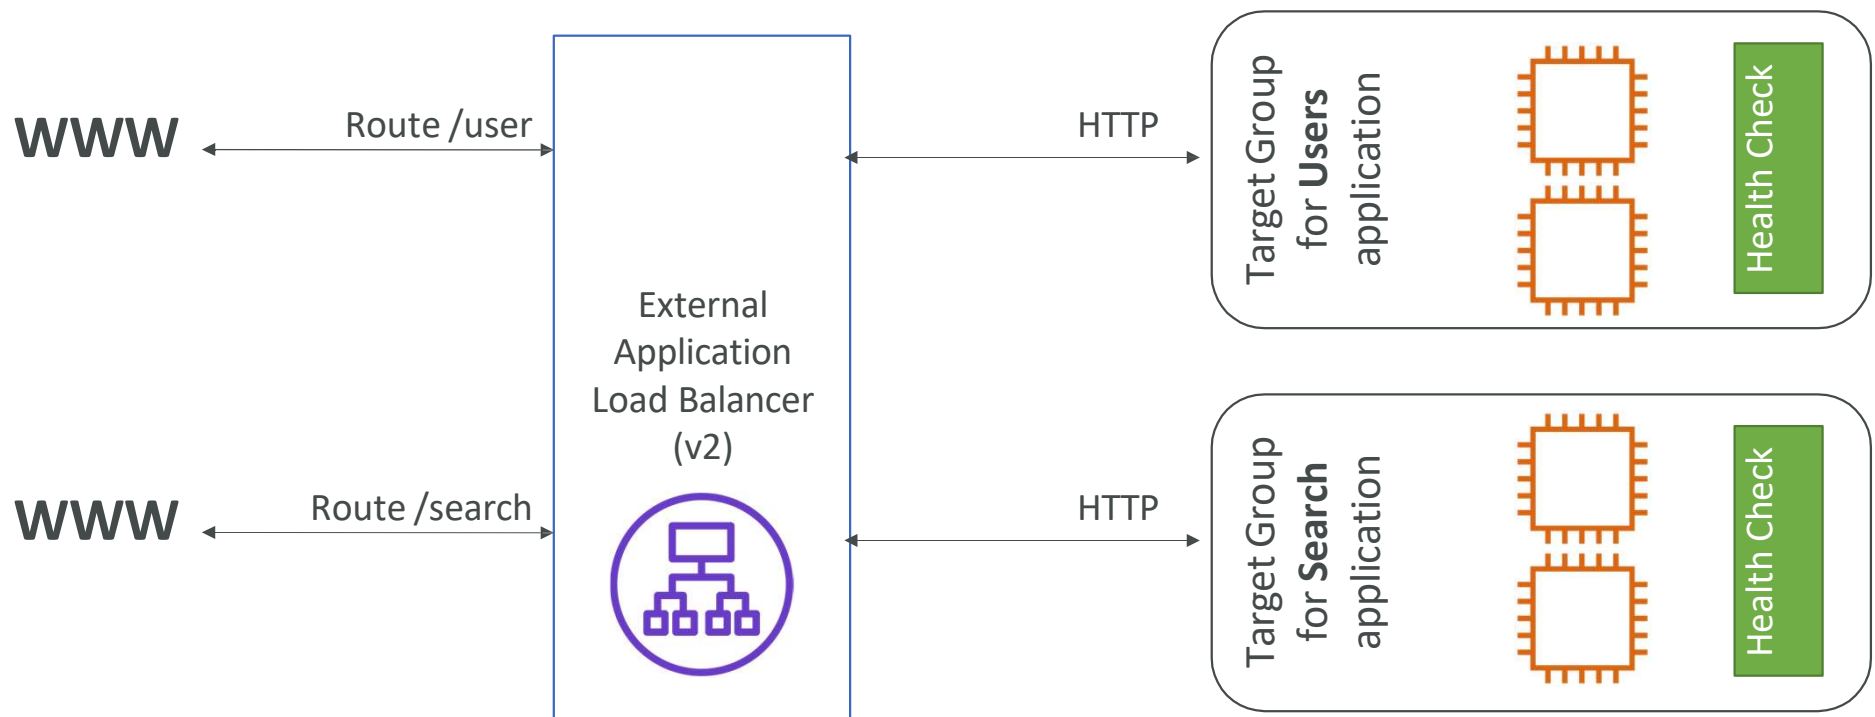 WWW
Route /user
HTTP
Target Group
for Users
application
Health Check
External
Application
Load Balancer
(v2)
WWW
Route /search
HTTP
Target Group
for Search
application
Health Check